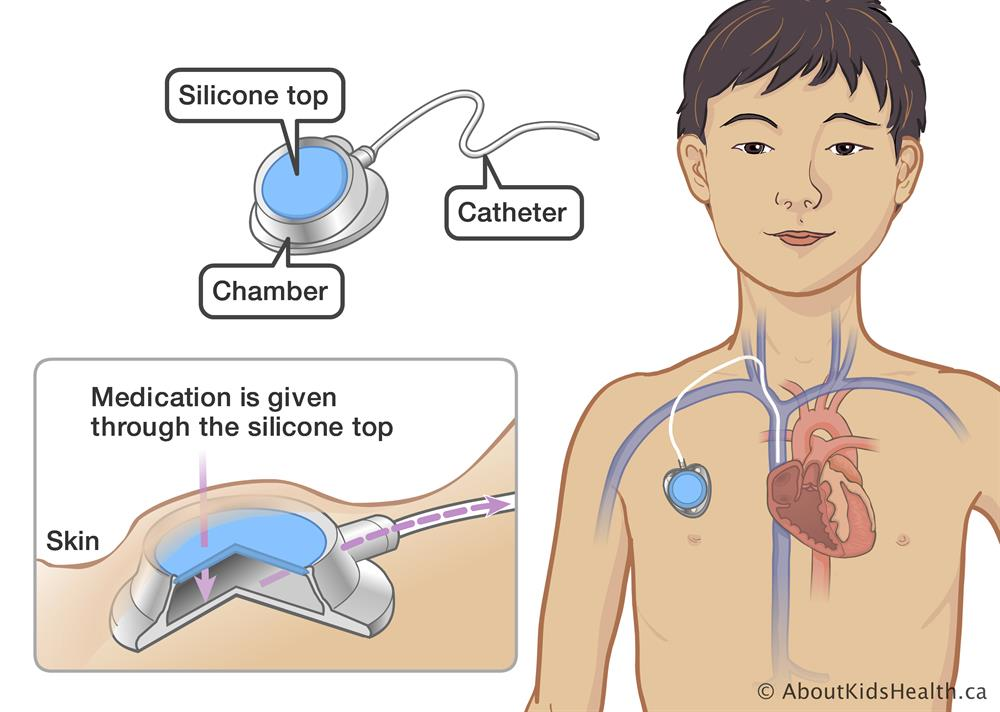 Silicone top
Catheter
Chamber
Medication is given
through the silicone top
Skin
© AboutKidsHealth.ca